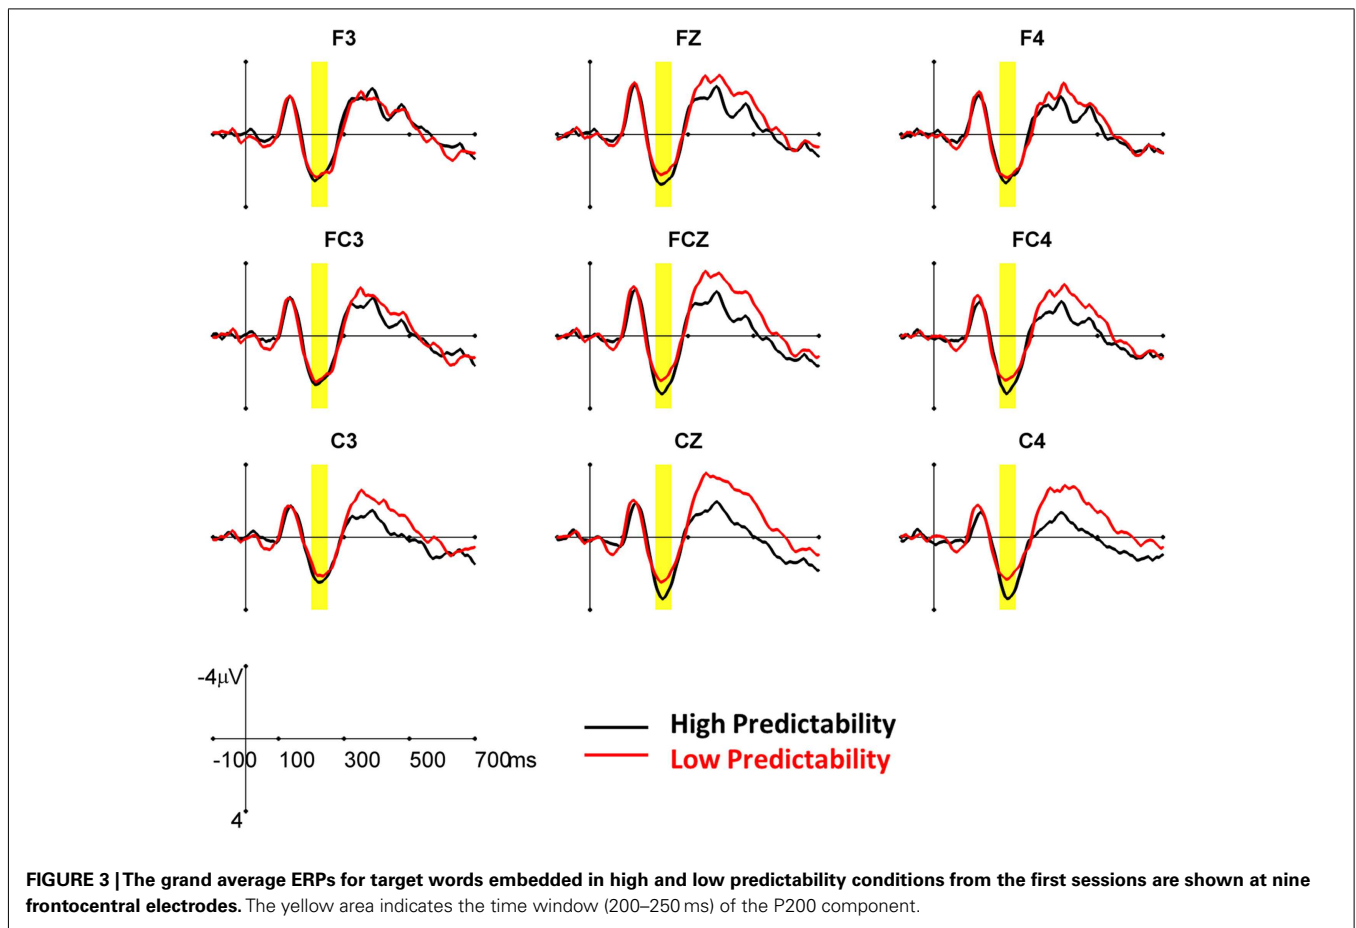 F3 FZ F4
FC3 FCZ FC4
C3 CZ C4
-4μV
-100 100 300 500 700ms
4
High Predictability
Low Predictability
FIGURE 3 | The grand average ERPs for target words embedded in high and low predictability conditions from the first sessions are shown at nine
frontocentral electrodes. The yellow area indicates the time window (200–250 ms) of the P200 component.